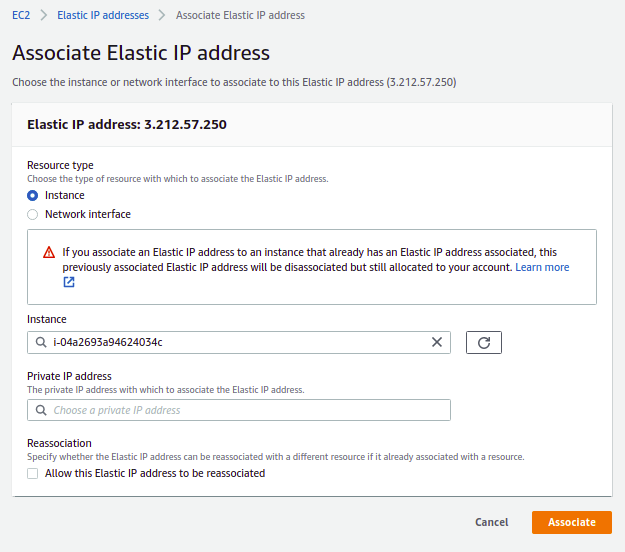 EC2 > Elastic IP addresses > Associate Elastic IP address
Associate Elastic IP address
Choose the instance or network interface to associate to this Elastic IP address (3.212.57.250)
Elastic IP address: 3.212.57.250
Resource type
Choose the type of resource with which to associate the Elastic IP address.
Instance
Network interface
If you associate an Elastic IP address to an instance that already has an Elastic IP address associated, this
previously associated Elastic IP address will be disassociated but still allocated to your account. Learn more
Instance
i-04a2693a94624034c
Private IP address
The private IP address with which to associate the Elastic IP address.
Choose a private IP address
Reassociation
Specify whether the Elastic IP address can be reassociated with a different resource if it already associated with a resource.
Allow this Elastic IP address to be reassociated
Cancel Associate